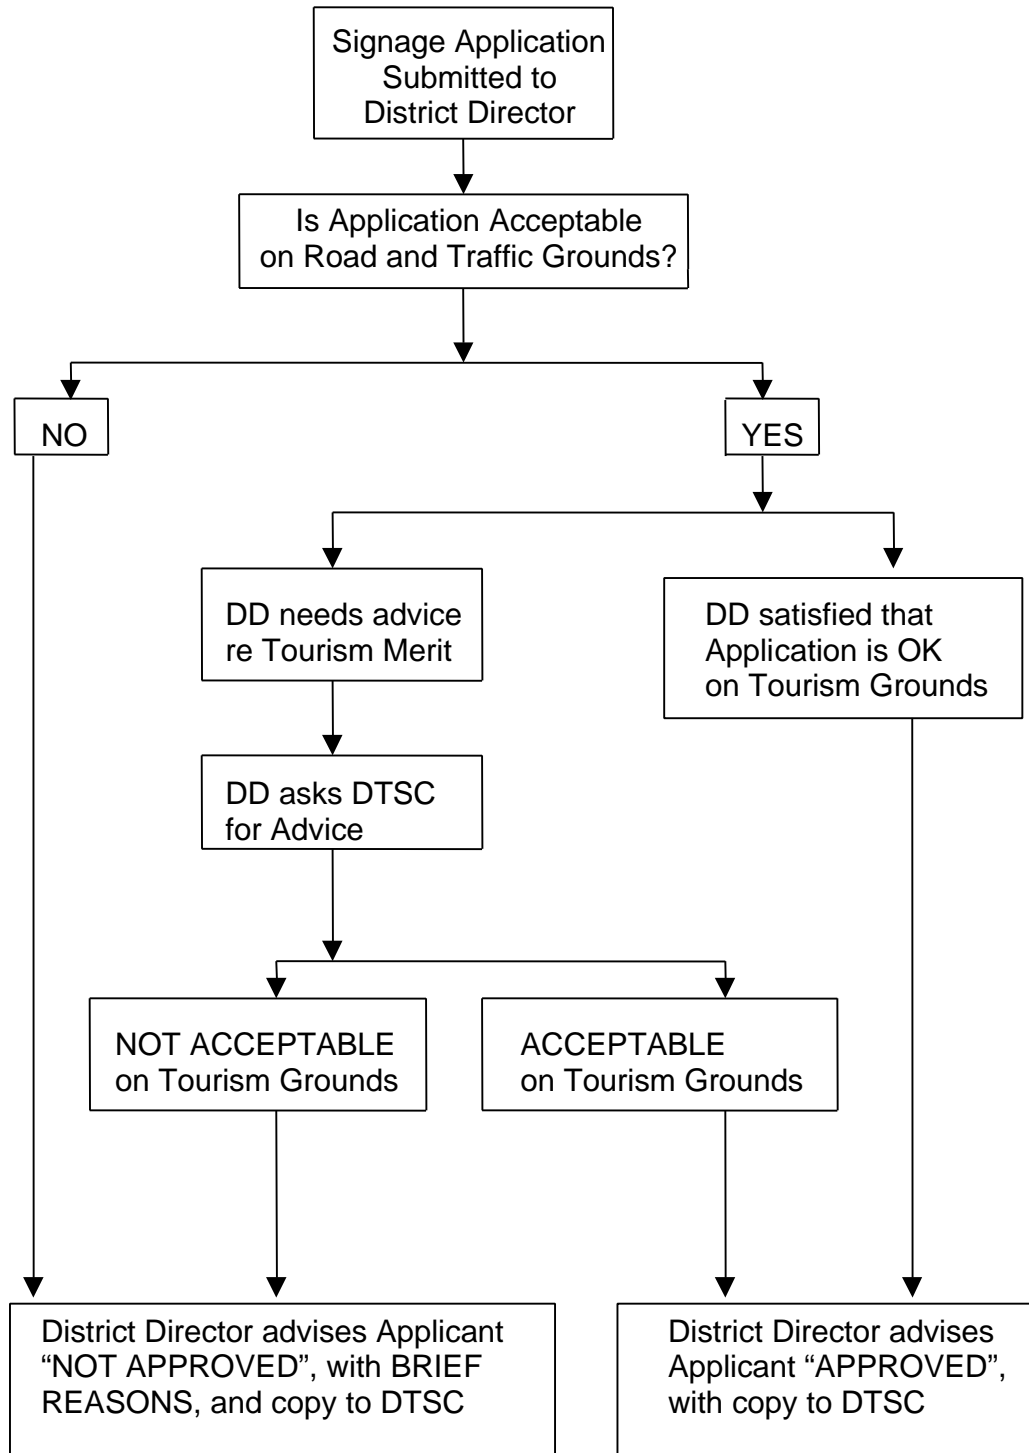 Signage Application
Submitted to
District Director
Is Application Acceptable
on Road and Traffic Grounds?
NO
YES
DD needs advice
re Tourism Merit
DD satisfied that
Application is OK
on Tourism Grounds
DD asks DTSC
for Advice
NOT ACCEPTABLE
on Tourism Grounds
ACCEPTABLE
on Tourism Grounds
District Director advises Applicant
“NOT APPROVED”, with BRIEF
REASONS, and copy to DTSC
District Director advises
Applicant “APPROVED”,
with copy to DTSC